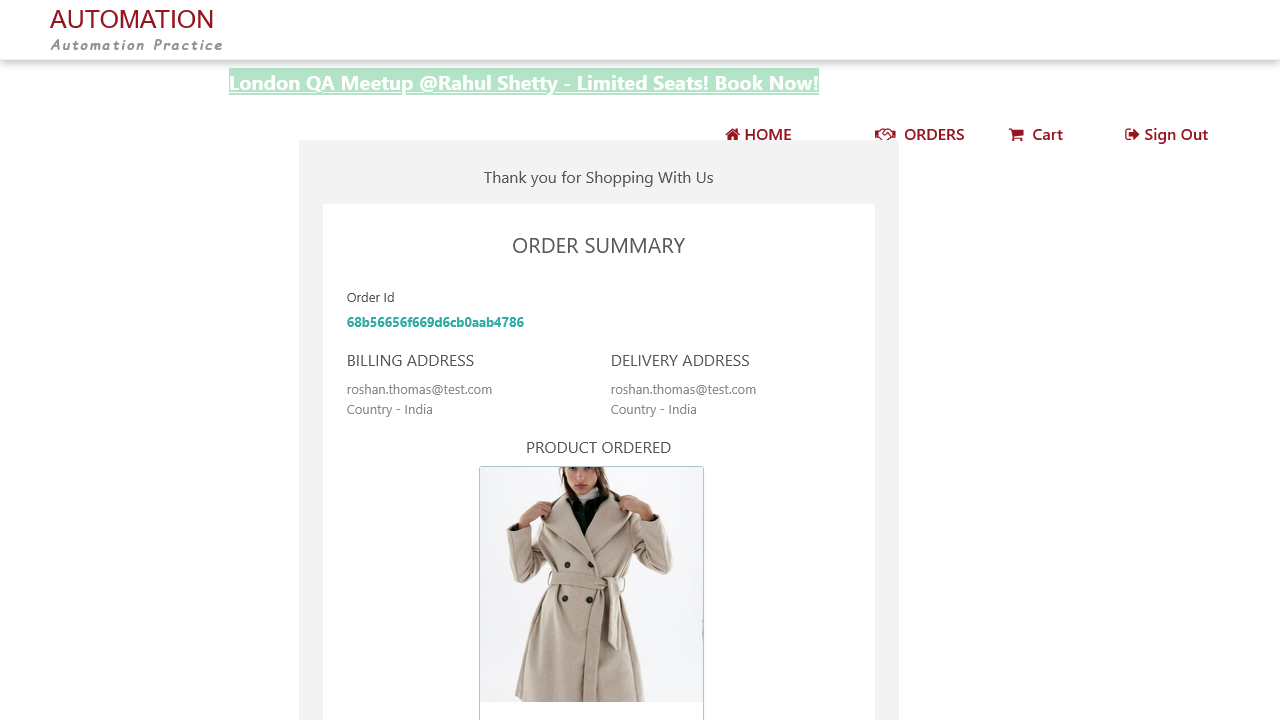 AUTOMATION
Automation Practice
London QA Meetup @Rahul Shetty - Limited Seats! Book Now!
HOME ORDERS Cart Sign Out
Thank you for Shopping With Us
ORDER SUMMARY
Order Id
68b56656f669d6cb0aab4786
BILLING ADDRESS DELIVERY ADDRESS
roshan.thomas@test.com roshan.thomas@test.com
Country - India Country - India
PRODUCT ORDERED